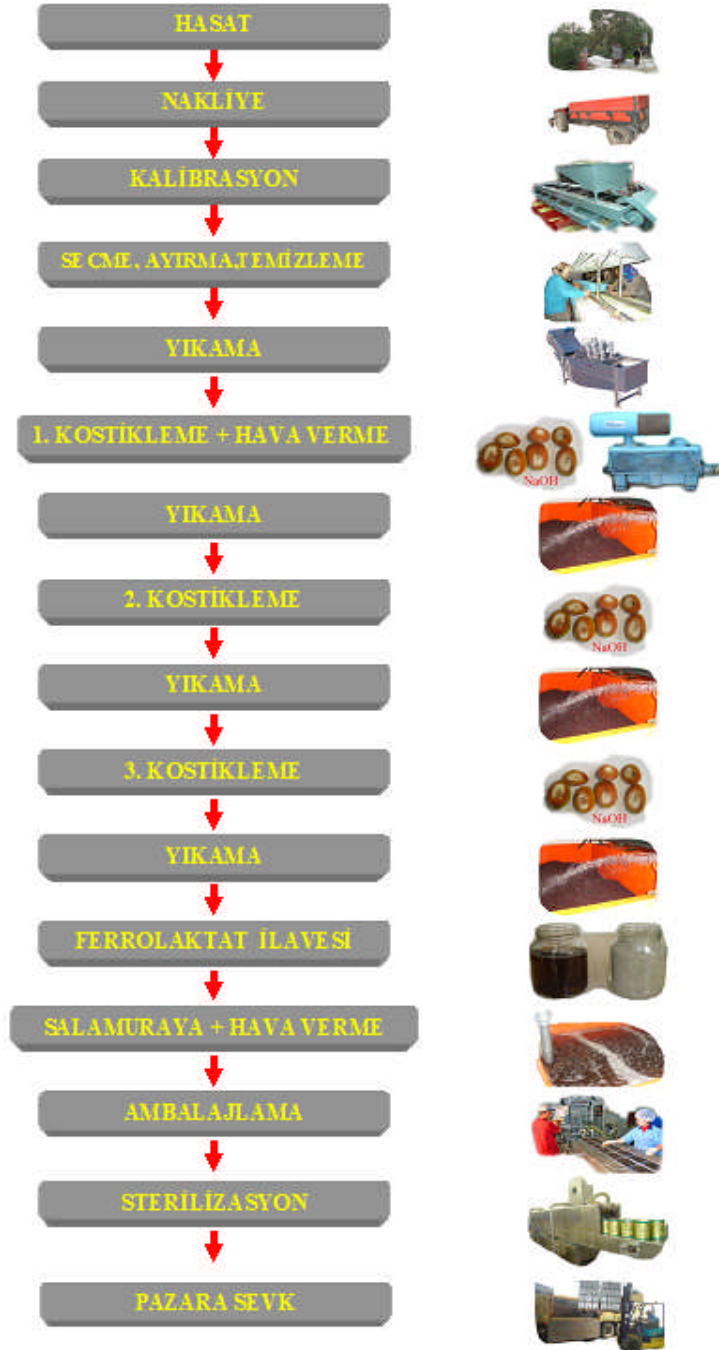 HASAT
NAKLİYE
KALİBRASYON
SEÇME, AYIRMA,TEMİZLEME
YIKAMA
1. KOSTİKLEME + HAVA VERME
NaOH
YIKAMA
2. KOSTİKLEME
NaOH
YIKAMA
3. KOSTİKLEME
NaOH
YIKAMA
FERROLAKTAT İLAVESİ
SALAMURAYA + HAVA VERME
AMBALAJLAMA
STERİLİZASYON
PAZARA SEVK